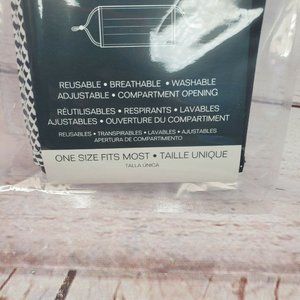 REUSABLE • BREATHABLE • WASHABLE
ADJUSTABLE • COMPARTMENT OPENING
RÉUTILISABLES • RESPIRANTS • LAVABLES
AJUSTABLES • OUVERTURE DU COMPARTIMENT
REUSABLES • TRANSPIRABLES • LAVABLES • AJUSTABLES
APERTURA DE COMPARTIMIENTO
ONE SIZE FITS MOST • TAILLE UNIQUE
TALLA ÚNICA